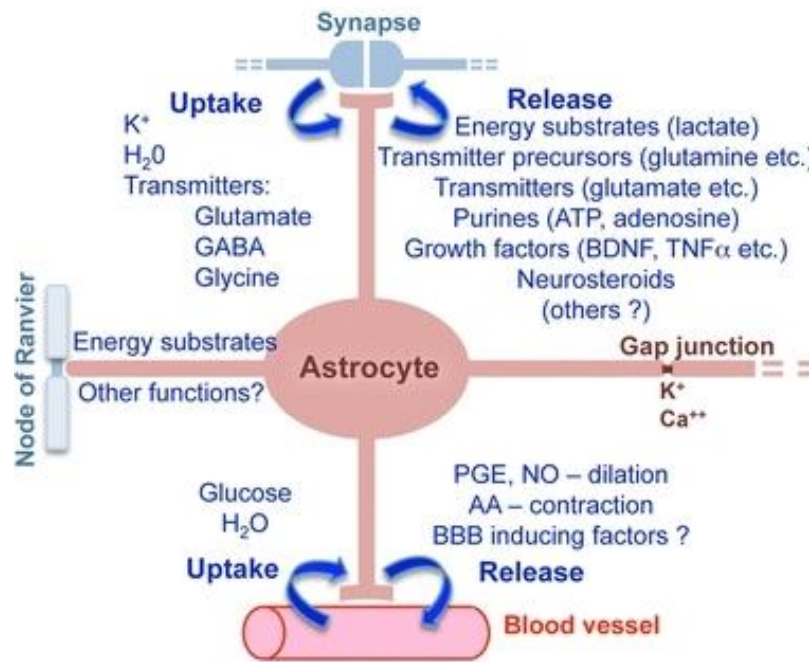 Synapse
Uptake
K⁺
H₂0
Transmitters:
Glutamate
GABA
Glycine
Release
Energy substrates (lactate)
Transmitter precursors (glutamine etc.)
Transmitters (glutamate etc.)
Purines (ATP, adenosine)
Growth factors (BDNF, TNFα etc.)
Neurosteroids
(others ?)
Node of Ranvier
Energy substrates
Other functions?
Astrocyte
Gap junction
K⁺
Ca⁺⁺
Glucose
H₂O
Uptake
PGE, NO – dilation
AA – contraction
BBB inducing factors ?
Release
Blood vessel